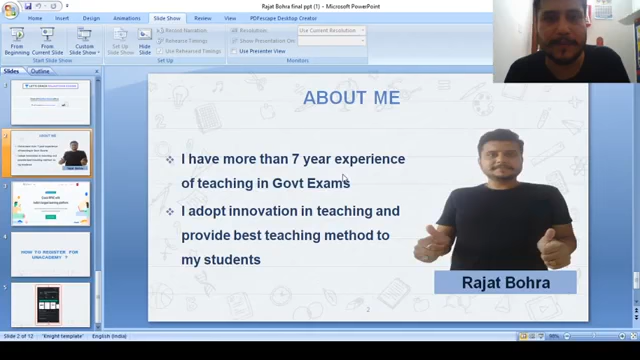 Rajat Bohra final.ppt (1) - Microsoft PowerPoint
Home
Insert
Design
Animations
Slide Show
Review
View
PDFescape Desktop Creator
From Beginning
From Current Slide
Custom Slide Show
Set Up Slide Show
Hide Slide
Record Narration
Rehearse Timings
Use Rehearsed Timings
Resolution:
Use Current Resolution
Show Presentation On:
Use Presenter View
Start Slide Show
Set Up
Monitors
Slides
Outline
ABOUT ME
I have more than 7 year experience
of teaching in Govt Exams
I adopt innovation in teaching and
provide best teaching method to
my students
Rajat Bohra
2
HOW TO REGISTER FOR
UNACADEMY ?
Slide 2 of 12
"Knight template"
English (India)